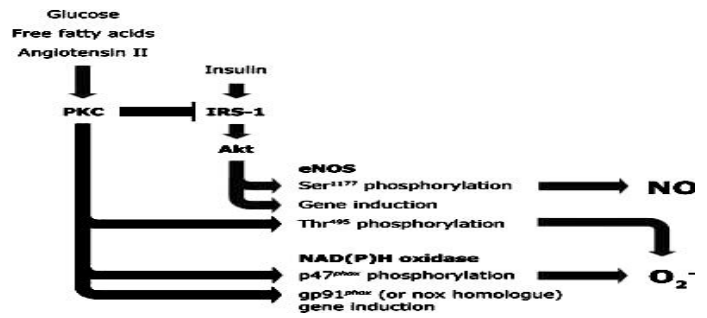 Glucose
Free fatty acids
Angiotensin II
Insulin
PKC
IRS-1
Akt
eNOS
Ser¹¹⁷⁷ phosphorylation
NO
Gene induction
Thr⁴⁹⁵ phosphorylation
NAD(P)H oxidase
p47ᵖʰᵒˣ phosphorylation
O₂⁻
gp91ᵖʰᵒˣ (or nox homologue)
gene induction